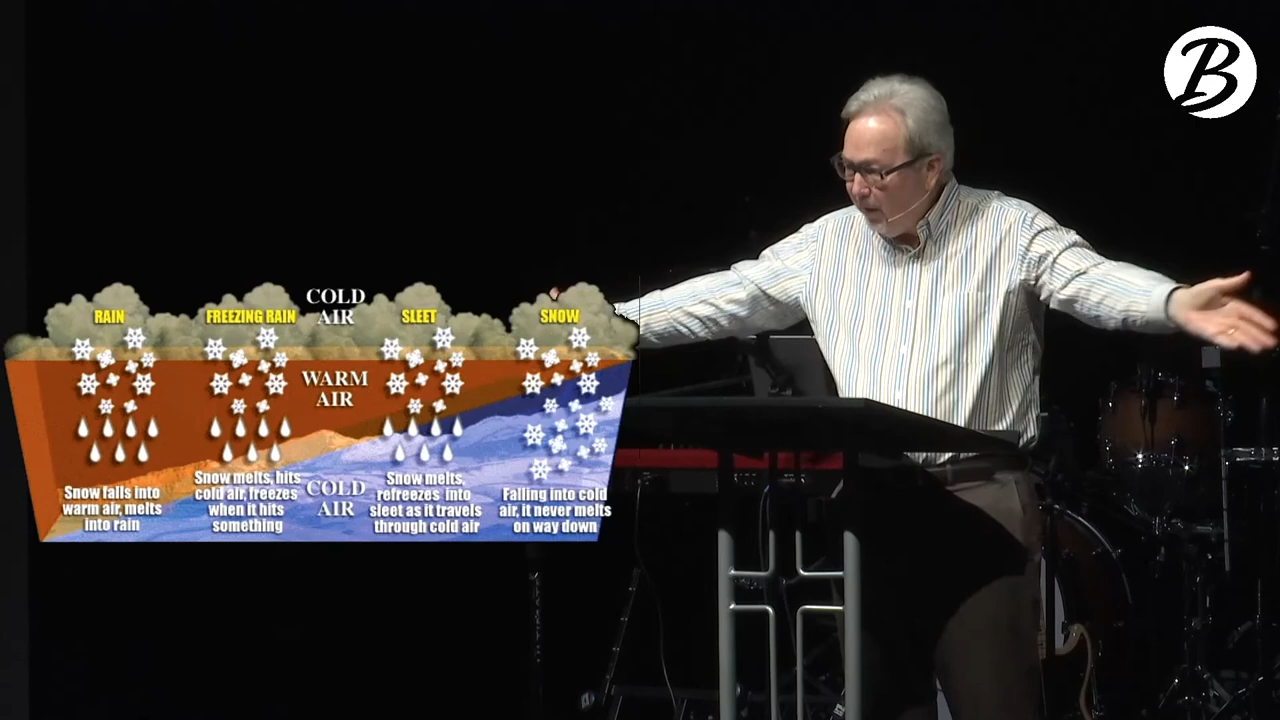 B
COLD
AIR
RAIN
FREEZING RAIN
SLEET
SNOW
WARM
AIR
COLD
AIR
Snow falls into
warm air, melts
into rain
Snow melts, hits
cold air, freezes
when it hits
something
Snow melts,
refreezes into
sleet as it travels
through cold air
Falling into cold
air, it never melts
on way down